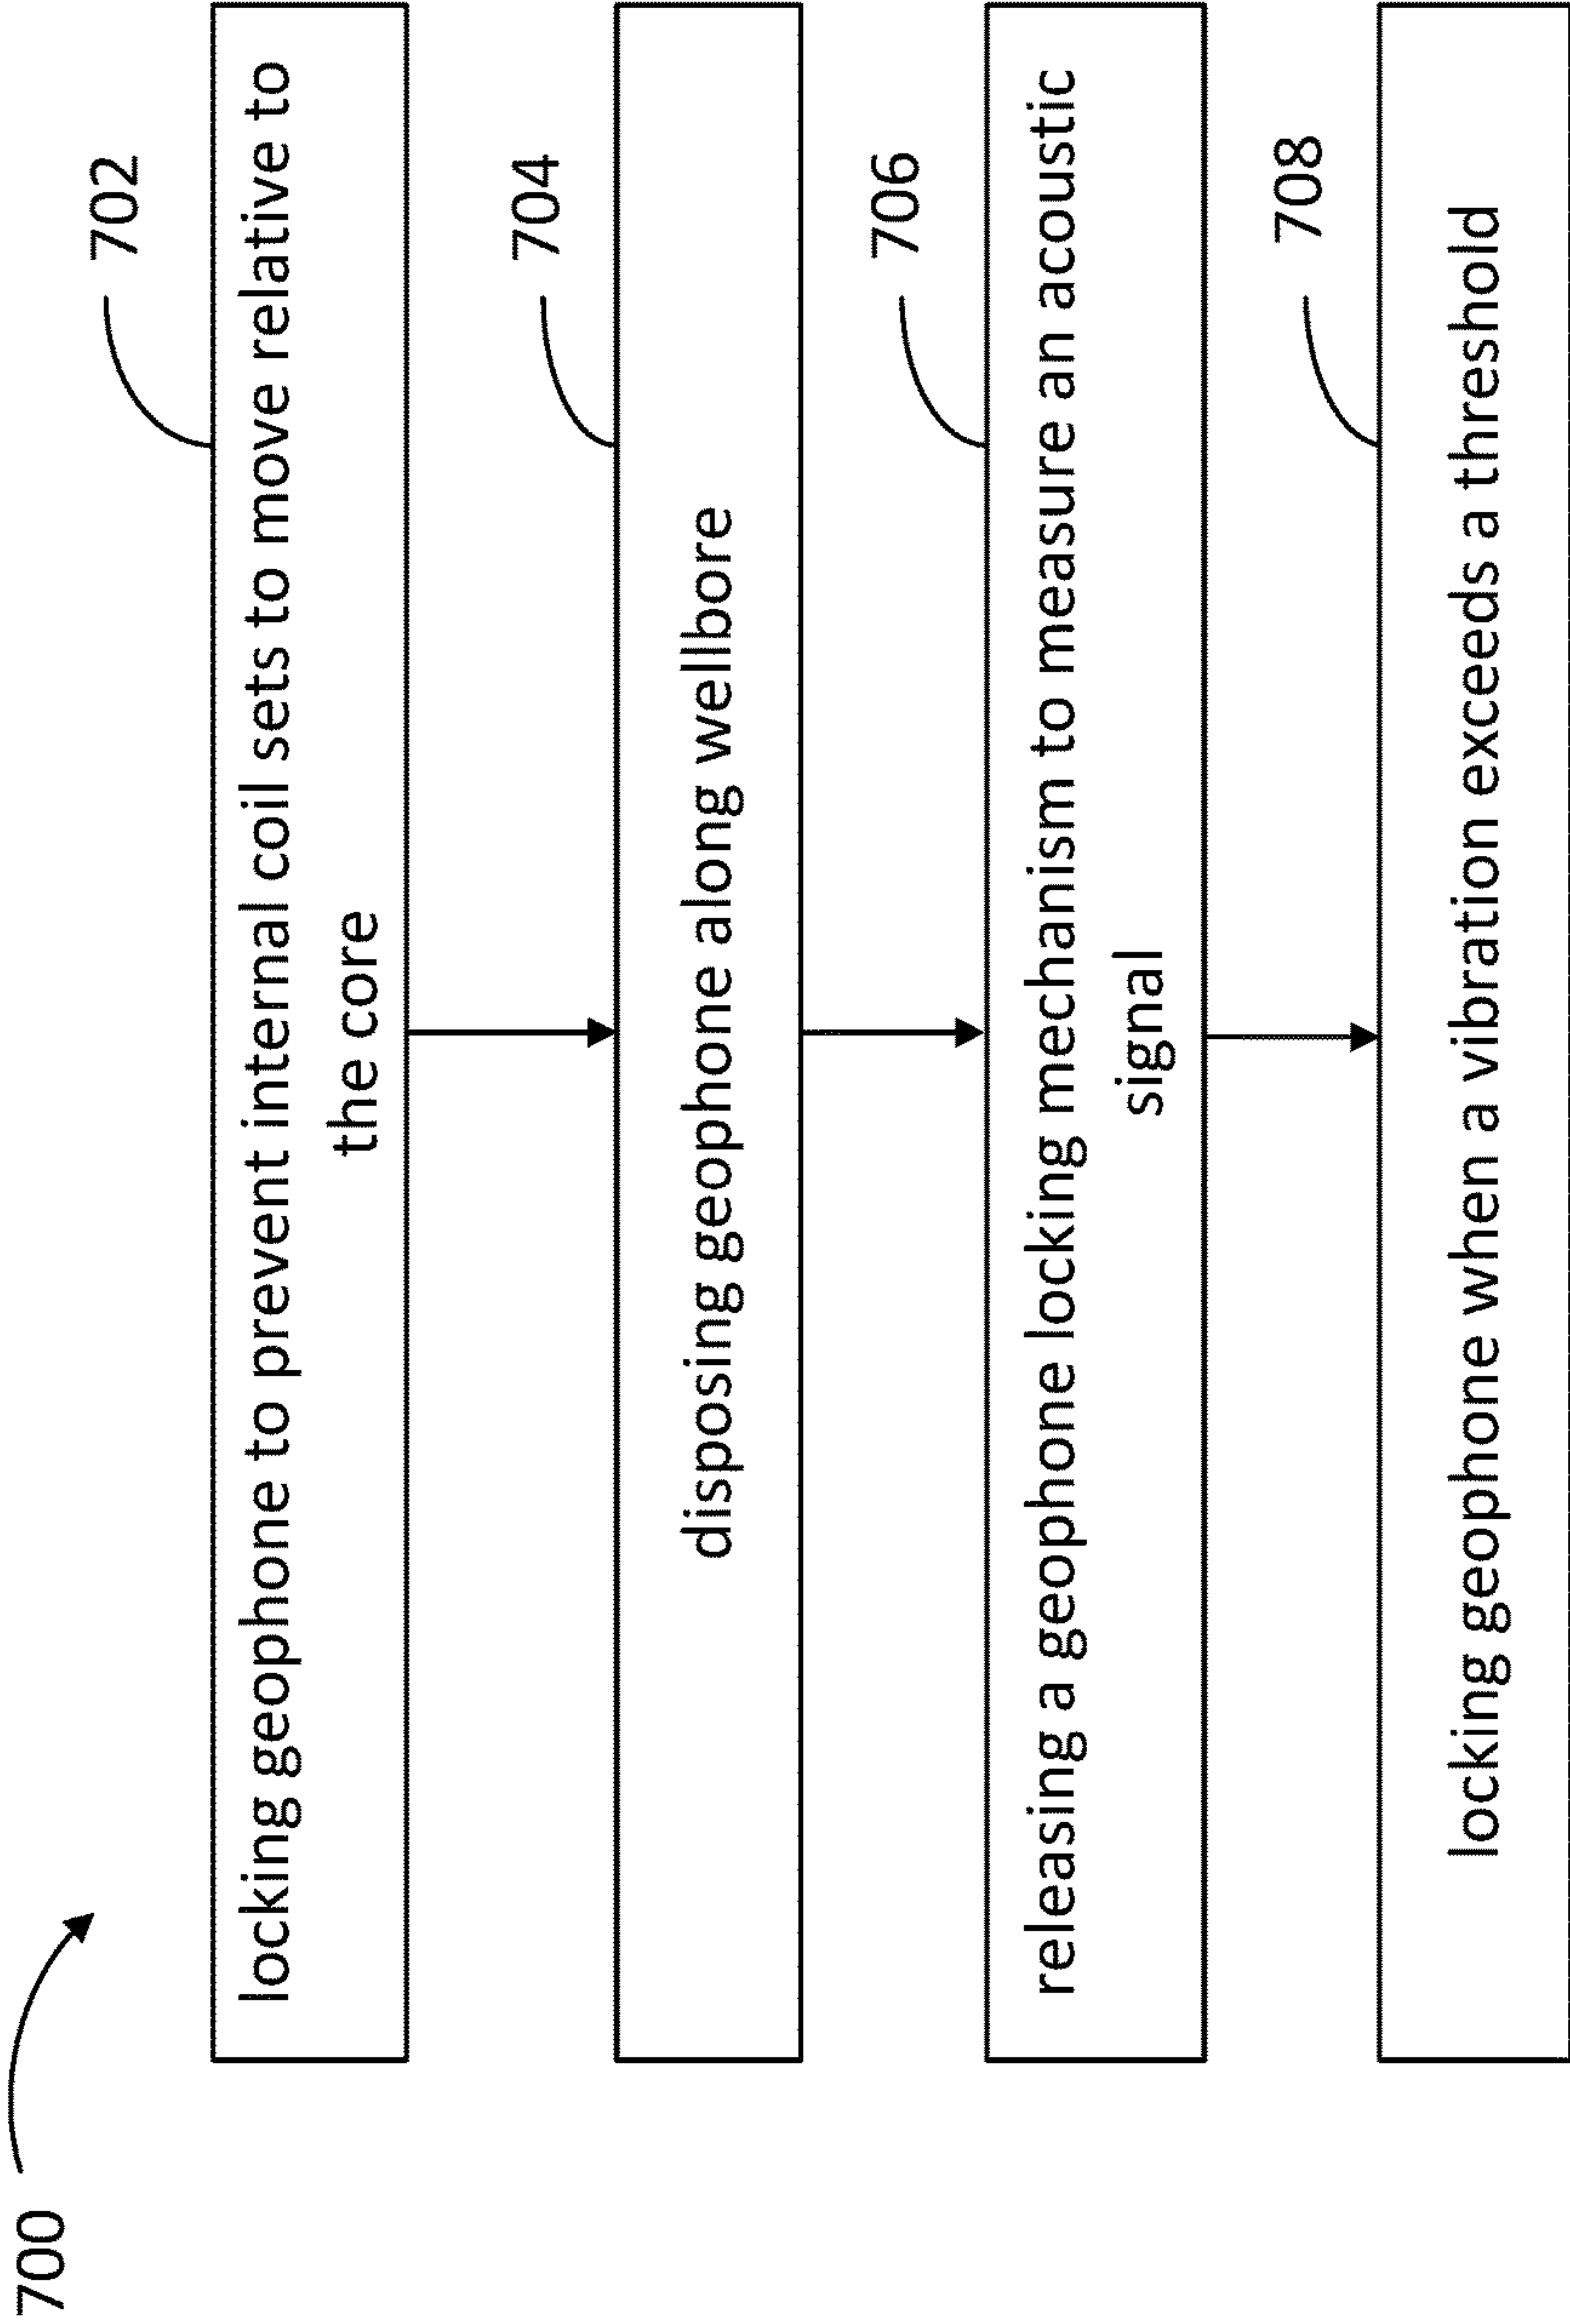 700
702
locking geophone to prevent internal coil sets to move relative to
the core
704
disposing geophone along wellbore
706
releasing a geophone locking mechanism to measure an acoustic
signal
708
locking geophone when a vibration exceeds a threshold